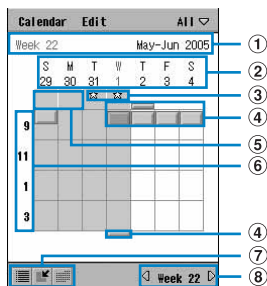 Calendar Edit All
Week 22 May-Jun 2005 ①
S M T W T F S ②
29 30 31 1 2 3 4
③
④
9
⑤
11 ⑥
1
3
④
⑦
Week 22 ⑧